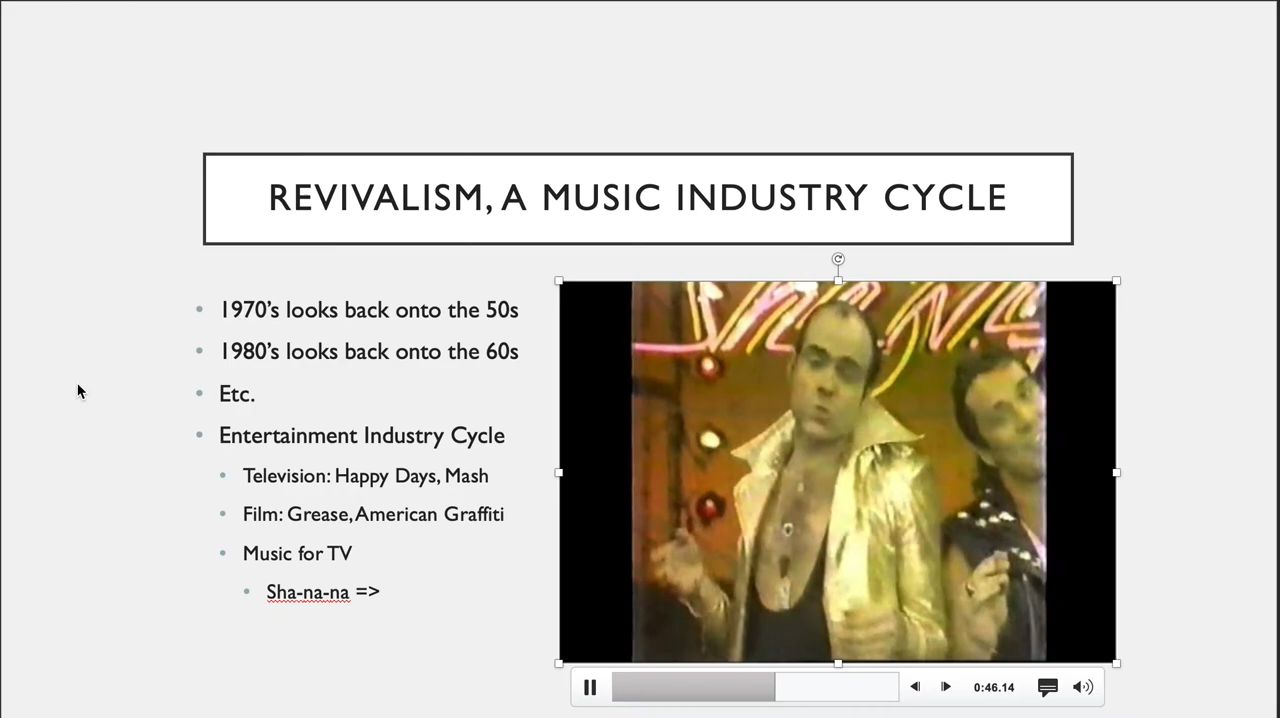 REVIVALISM, A MUSIC INDUSTRY CYCLE
1970’s looks back onto the 50s
1980’s looks back onto the 60s
Etc.
Entertainment Industry Cycle
Television: Happy Days, Mash
Film: Grease, American Graffiti
Music for TV
Sha-na-na =>
0:46.14